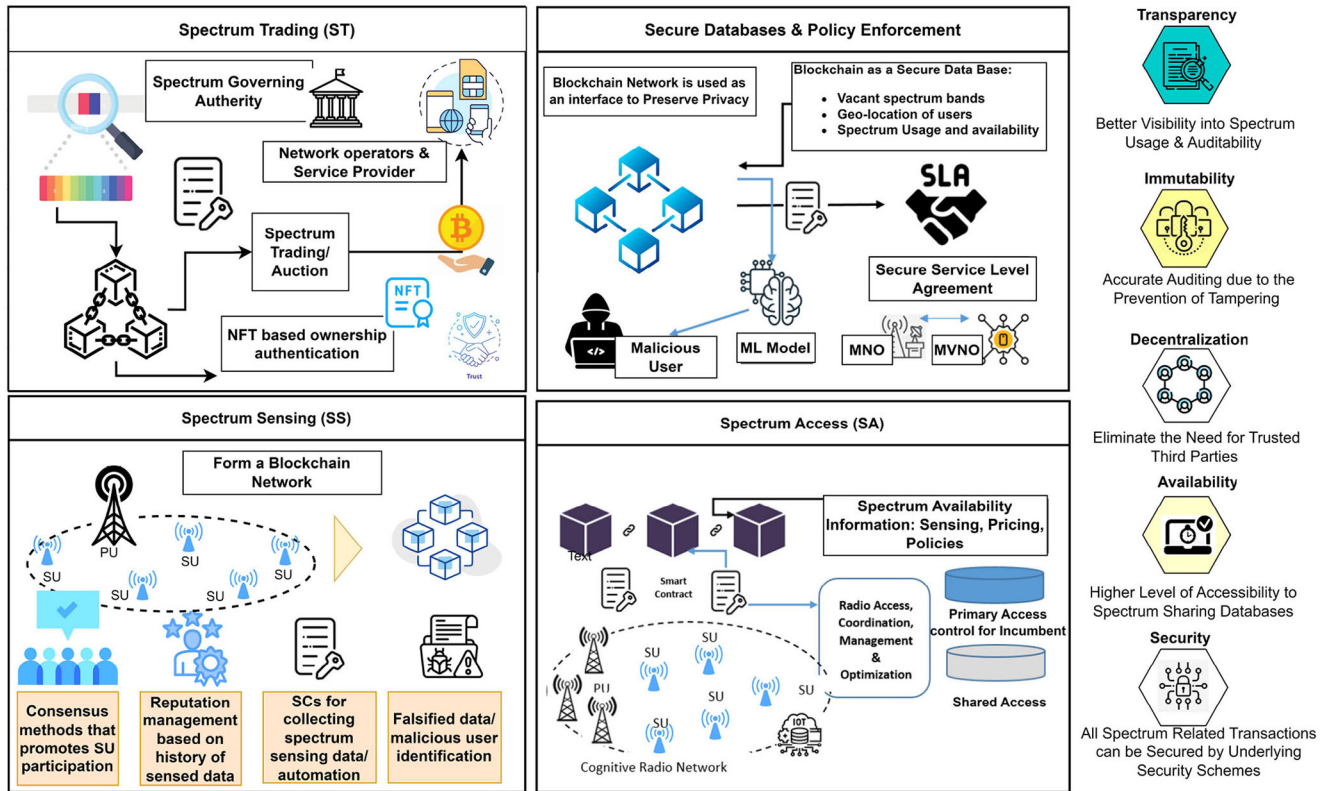 Spectrum Trading (ST)
Spectrum Governing
Autherity
Network operators &
Service Provider
Spectrum
Trading/
Auction
NFT
NFT based ownership
authentication
Trust
Secure Databases & Policy Enforcement
Blockchain Network is used as
an interface to Preserve Privacy
Blockchain as a Secure Data Base:
• Vacant spectrum bands
• Geo-location of users
• Spectrum Usage and availability
SLA
Secure Service Level
Agreement
</>
Malicious
User
ML Model
MNO
MVNO
Spectrum Sensing (SS)
Form a Blockchain
Network
PU
SU
SU
SU
SU
SU
Consensus
methods that
promotes SU
participation
Reputation
management
based on
history of
sensed data
SCs for
collecting
spectrum
sensing data/
automation
Falsified data/
malicious user
identification
Spectrum Access (SA)
Text
Spectrum Availability
Information: Sensing, Pricing,
Policies
Smart
Contract
Radio Access,
Coordination,
Management
&
Optimization
Primary Access
control for Incumbent
Shared Access
PU
SU
SU
SU
SU
SU
IOT
Cognitive Radio Network
Transparency
Better Visibility into Spectrum
Usage & Auditability
Immutability
Accurate Auditing due to the
Prevention of Tampering
Decentralization
Eliminate the Need for Trusted
Third Parties
Availability
Higher Level of Accessibility to
Spectrum Sharing Databases
Security
All Spectrum Related Transactions
can be Secured by Underlying
Security Schemes